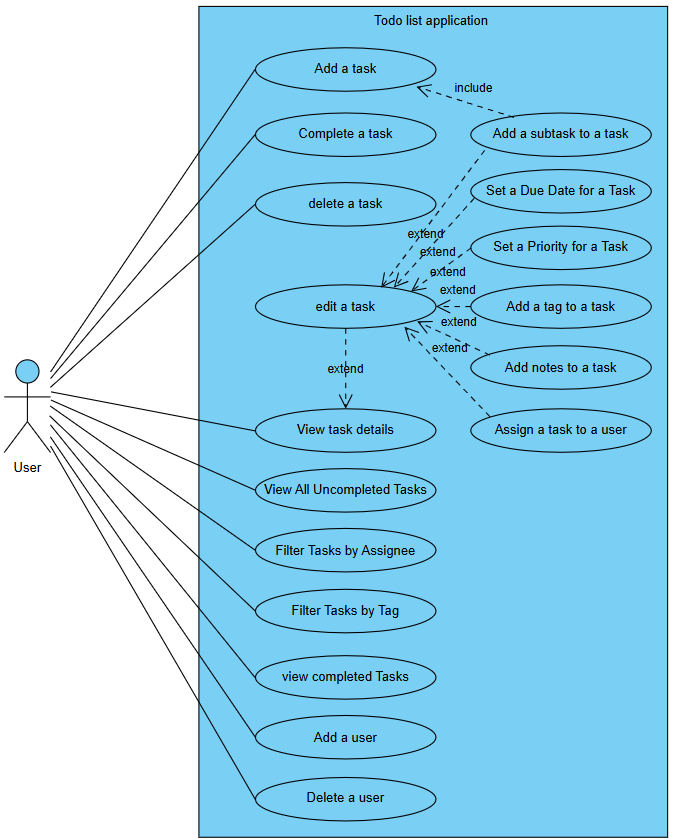 Todo list application
Add a task
include
Complete a task
Add a subtask to a task
Set a Due Date for a Task
delete a task
extend
Set a Priority for a Task
extend
extend
extend
edit a task
Add a tag to a task
extend
extend
extend
Add notes to a task
View task details
Assign a task to a user
User
View All Uncompleted Tasks
Filter Tasks by Assignee
Filter Tasks by Tag
view completed Tasks
Add a user
Delete a user